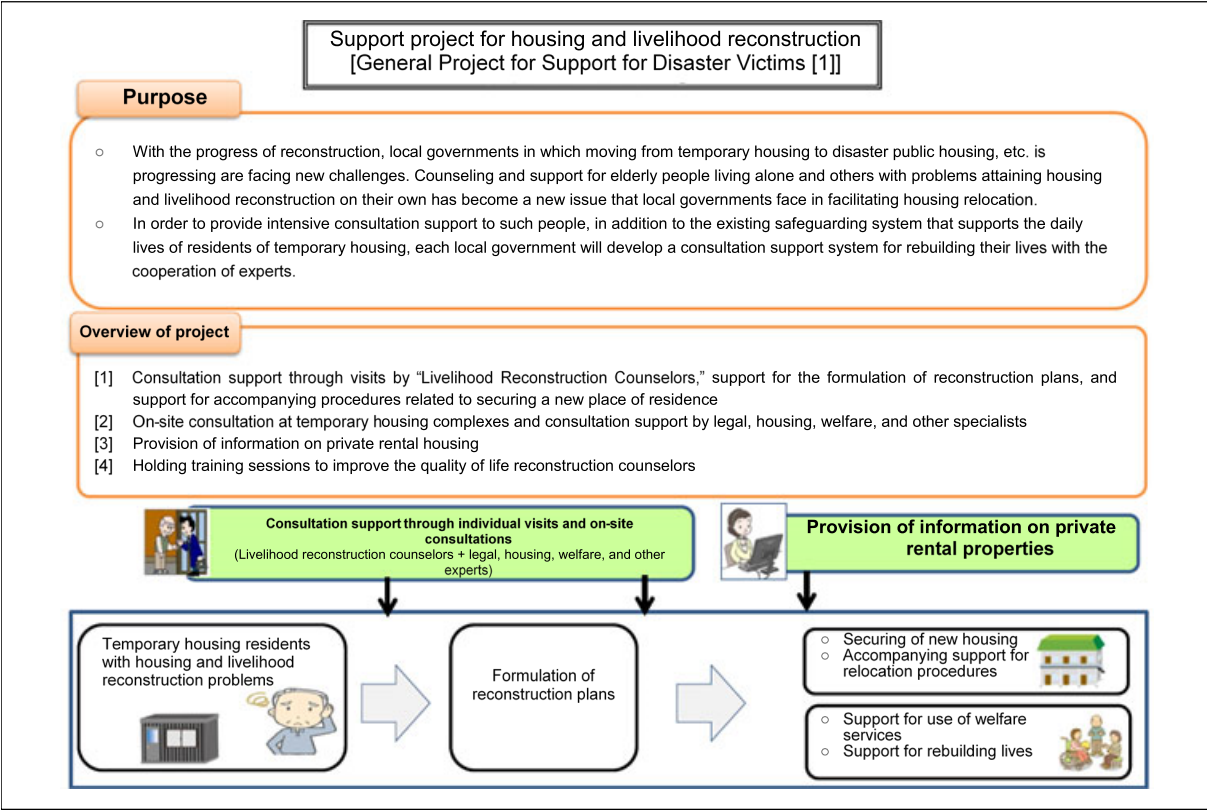 Support project for housing and livelihood reconstruction
[General Project for Support for Disaster Victims [1]]
Purpose
○ With the progress of reconstruction, local governments in which moving from temporary housing to disaster public housing, etc. is
progressing are facing new challenges. Counseling and support for elderly people living alone and others with problems attaining housing
and livelihood reconstruction on their own has become a new issue that local governments face in facilitating housing relocation.
○ In order to provide intensive consultation support to such people, in addition to the existing safeguarding system that supports the daily
lives of residents of temporary housing, each local government will develop a consultation support system for rebuilding their lives with the
cooperation of experts.
Overview of project
[1] Consultation support through visits by “Livelihood Reconstruction Counselors,” support for the formulation of reconstruction plans, and
support for accompanying procedures related to securing a new place of residence
[2] On-site consultation at temporary housing complexes and consultation support by legal, housing, welfare, and other specialists
[3] Provision of information on private rental housing
[4] Holding training sessions to improve the quality of life reconstruction counselors
Consultation support through individual visits and on-site
consultations
(Livelihood reconstruction counselors + legal, housing, welfare, and other
experts)
Provision of information on private
rental properties
Temporary housing residents
with housing and livelihood
reconstruction problems
Formulation of
reconstruction plans
○ Securing of new housing
○ Accompanying support for
relocation procedures
○ Support for use of welfare
services
○ Support for rebuilding lives